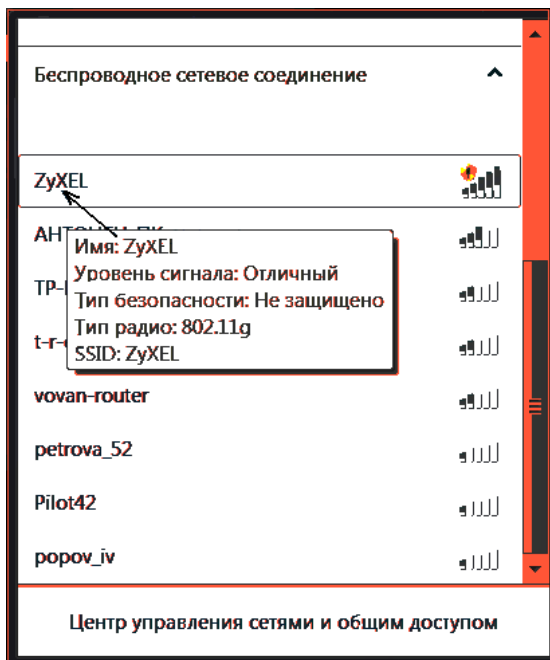 Беспроводное сетевое соединение
ZyXEL
Имя: ZyXEL
Уровень сигнала: Отличный
Тип безопасности: Не защищено
Тип радио: 802.11g
SSID: ZyXEL
vovan-router
petrova_52
Pilot42
popov_iv
Центр управления сетями и общим доступом